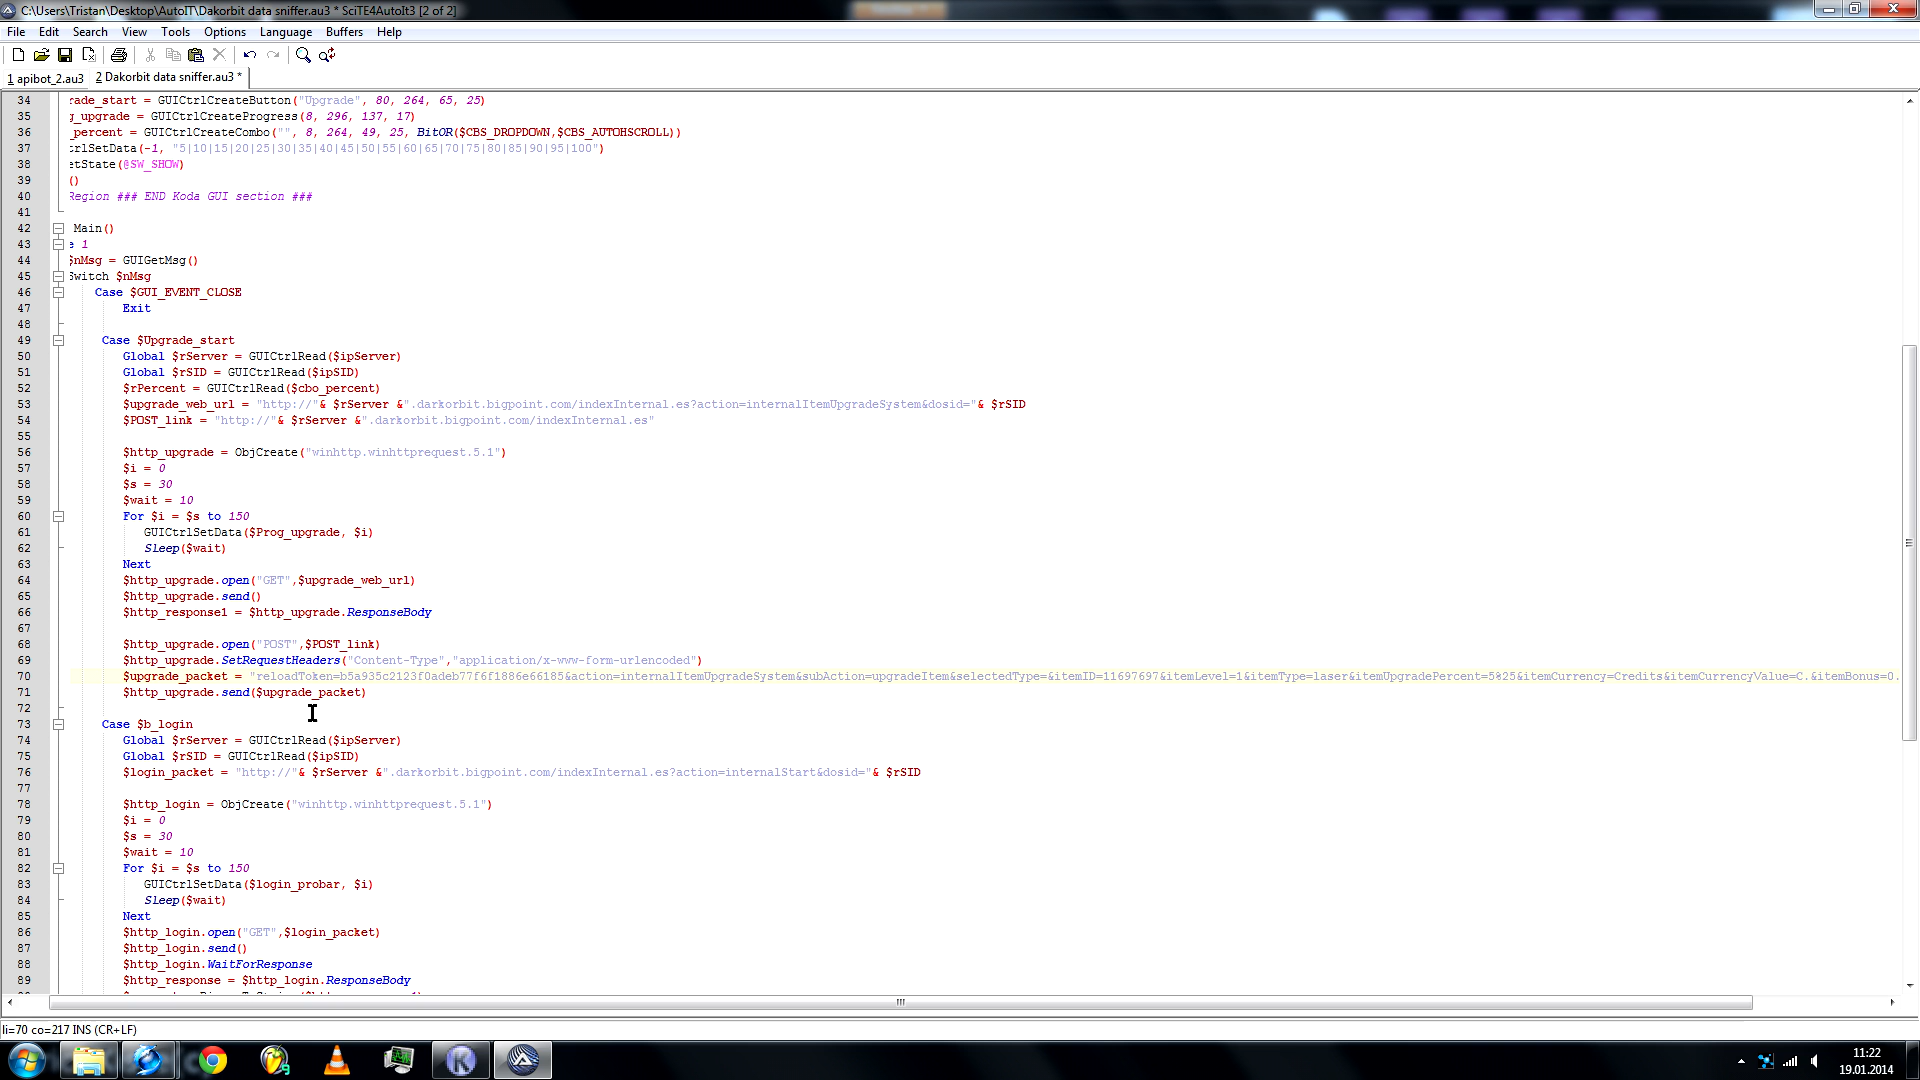 C:\Users\Tristan\Desktop\AutoIT\Dakorbit data sniffer.au3 * SciTE4AutoIt3 [2 of 2]
File Edit Search View Tools Options Language Buffers Help
1 apibot_2.au3 2 Dakorbit data sniffer.au3 *
34 rade_start = GUICtrlCreateButton("Upgrade", 80, 264, 65, 25)
35 g_upgrade = GUICtrlCreateProgress(8, 296, 137, 17)
36 _percent = GUICtrlCreateCombo("", 8, 264, 49, 25, BitOR($CBS_DROPDOWN,$CBS_AUTOHSCROLL))
37 trlSetData(-1, "5|10|15|20|25|30|35|40|45|50|55|60|65|70|75|80|85|90|95|100")
38 etState(@SW_SHOW)
39 ()
40 Region ### END Koda GUI section ###
41
42 Main()
43 e 1
44 $nMsg = GUIGetMsg()
45 Switch $nMsg
46 Case $GUI_EVENT_CLOSE
47 Exit
48
49 Case $Upgrade_start
50 Global $rServer = GUICtrlRead($ipServer)
51 Global $rSID = GUICtrlRead($ipSID)
52 $rPercent = GUICtrlRead($cbo_percent)
53 $upgrade_web_url = "http://"& $rServer &".darkorbit.bigpoint.com/indexInternal.es?action=internalItemUpgradeSystem&dosid="& $rSID
54 $POST_link = "http://"& $rServer &".darkorbit.bigpoint.com/indexInternal.es"
55
56 $http_upgrade = ObjCreate("winhttp.winhttprequest.5.1")
57 $i = 0
58 $s = 30
59 $wait = 10
60 For $i = $s to 150
61 GUICtrlSetData($Prog_upgrade, $i)
62 Sleep($wait)
63 Next
64 $http_upgrade.open("GET",$upgrade_web_url)
65 $http_upgrade.send()
66 $http_response1 = $http_upgrade.ResponseBody
67
68 $http_upgrade.open("POST",$POST_link)
69 $http_upgrade.SetRequestHeaders("Content-Type","application/x-www-form-urlencoded")
70 $upgrade_packet = "reloadToken=b5a935c2123f0adeb77f6f1886e66185&action=internalItemUpgradeSystem&subAction=upgradeItem&selectedType=&itemID=11697697&itemLevel=1&itemType=laser&itemUpgradePercent=5%25&itemCurrency=Credits&itemCurrencyValue=C.&itemBonus=0.
71 $http_upgrade.send($upgrade_packet)
72
73 Case $b_login
74 Global $rServer = GUICtrlRead($ipServer)
75 Global $rSID = GUICtrlRead($ipSID)
76 $login_packet = "http://"& $rServer &".darkorbit.bigpoint.com/indexInternal.es?action=internalStart&dosid="& $rSID
77
78 $http_login = ObjCreate("winhttp.winhttprequest.5.1")
79 $i = 0
80 $s = 30
81 $wait = 10
82 For $i = $s to 150
83 GUICtrlSetData($login_probar, $i)
84 Sleep($wait)
85 Next
86 $http_login.open("GET",$login_packet)
87 $http_login.send()
88 $http_login.WaitForResponse
89 $http_response = $http_login.ResponseBody
li=70 co=217 INS (CR+LF)
11:22
19.01.2014